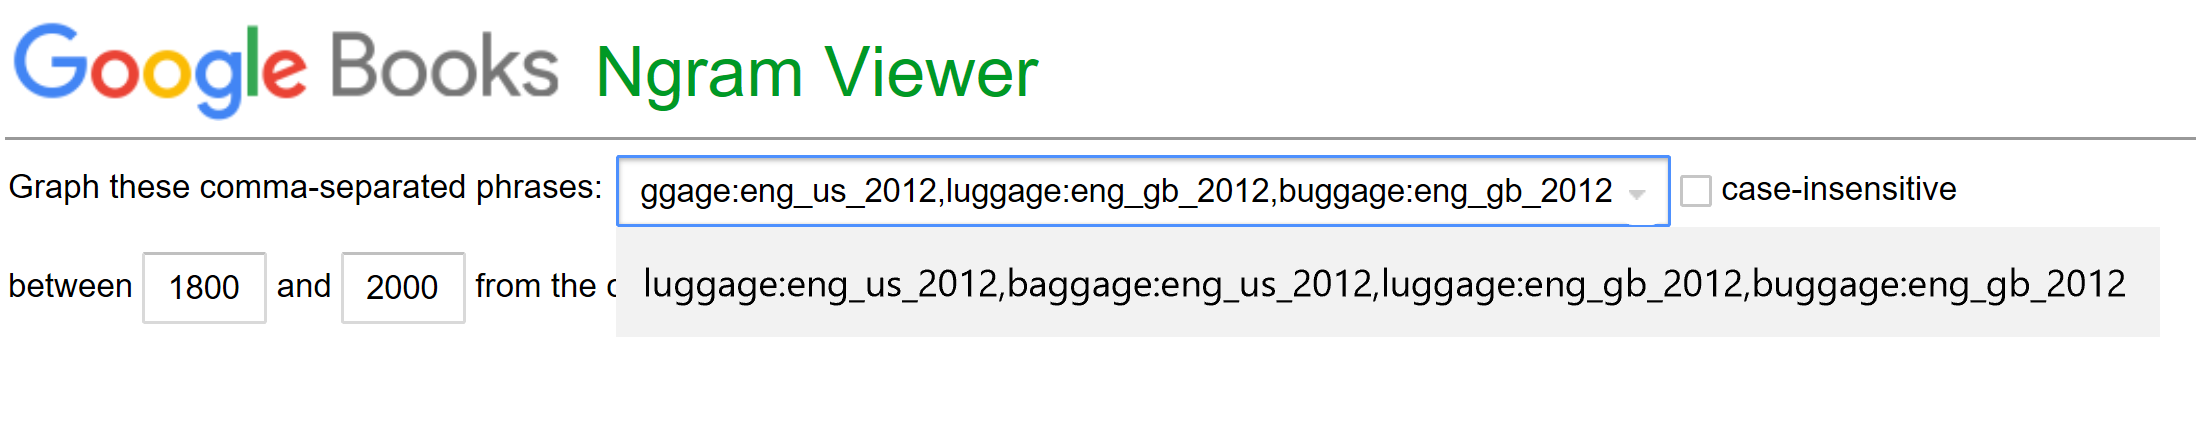 Google Books Ngram Viewer
Graph these comma-separated phrases: ggage:eng_us_2012,luggage:eng_gb_2012,buggage:eng_gb_2012 case-insensitive
between 1800 and 2000 from the c luggage:eng_us_2012,baggage:eng_us_2012,luggage:eng_gb_2012,buggage:eng_gb_2012